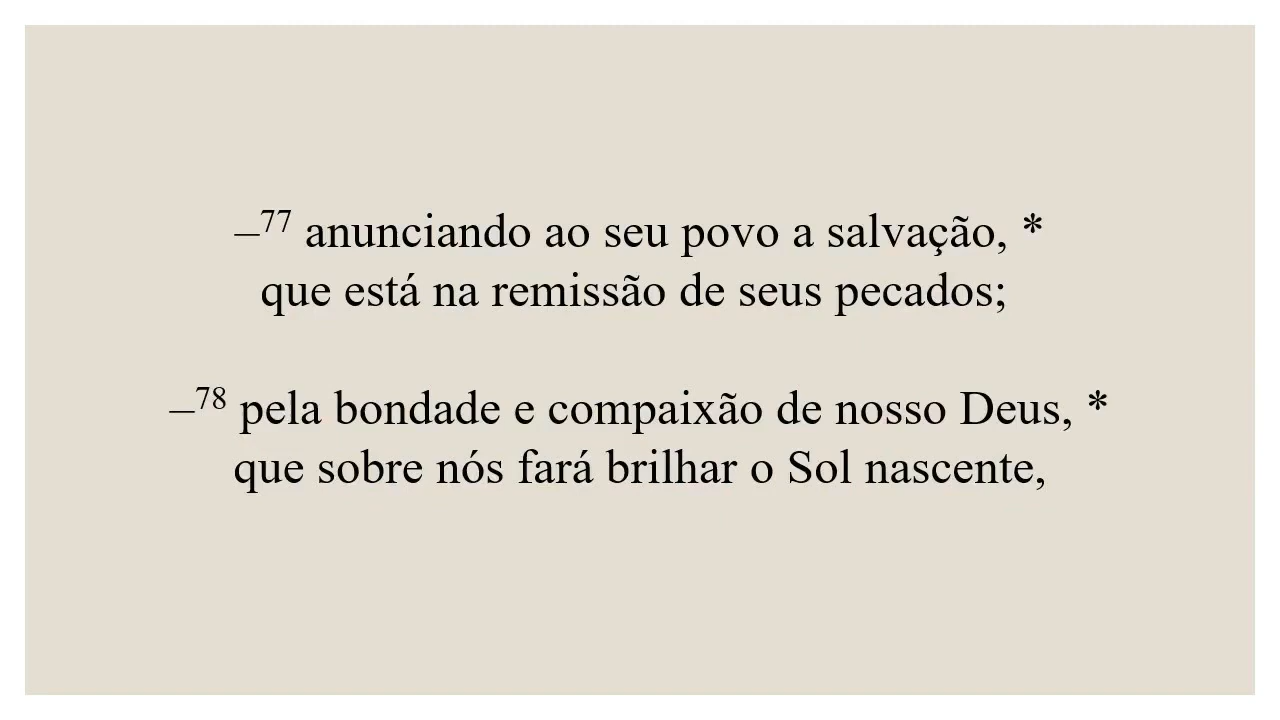 –⁷⁷ anunciando ao seu povo a salvação, *
que está na remissão de seus pecados;
–⁷⁸ pela bondade e compaixão de nosso Deus, *
que sobre nós fará brilhar o Sol nascente,